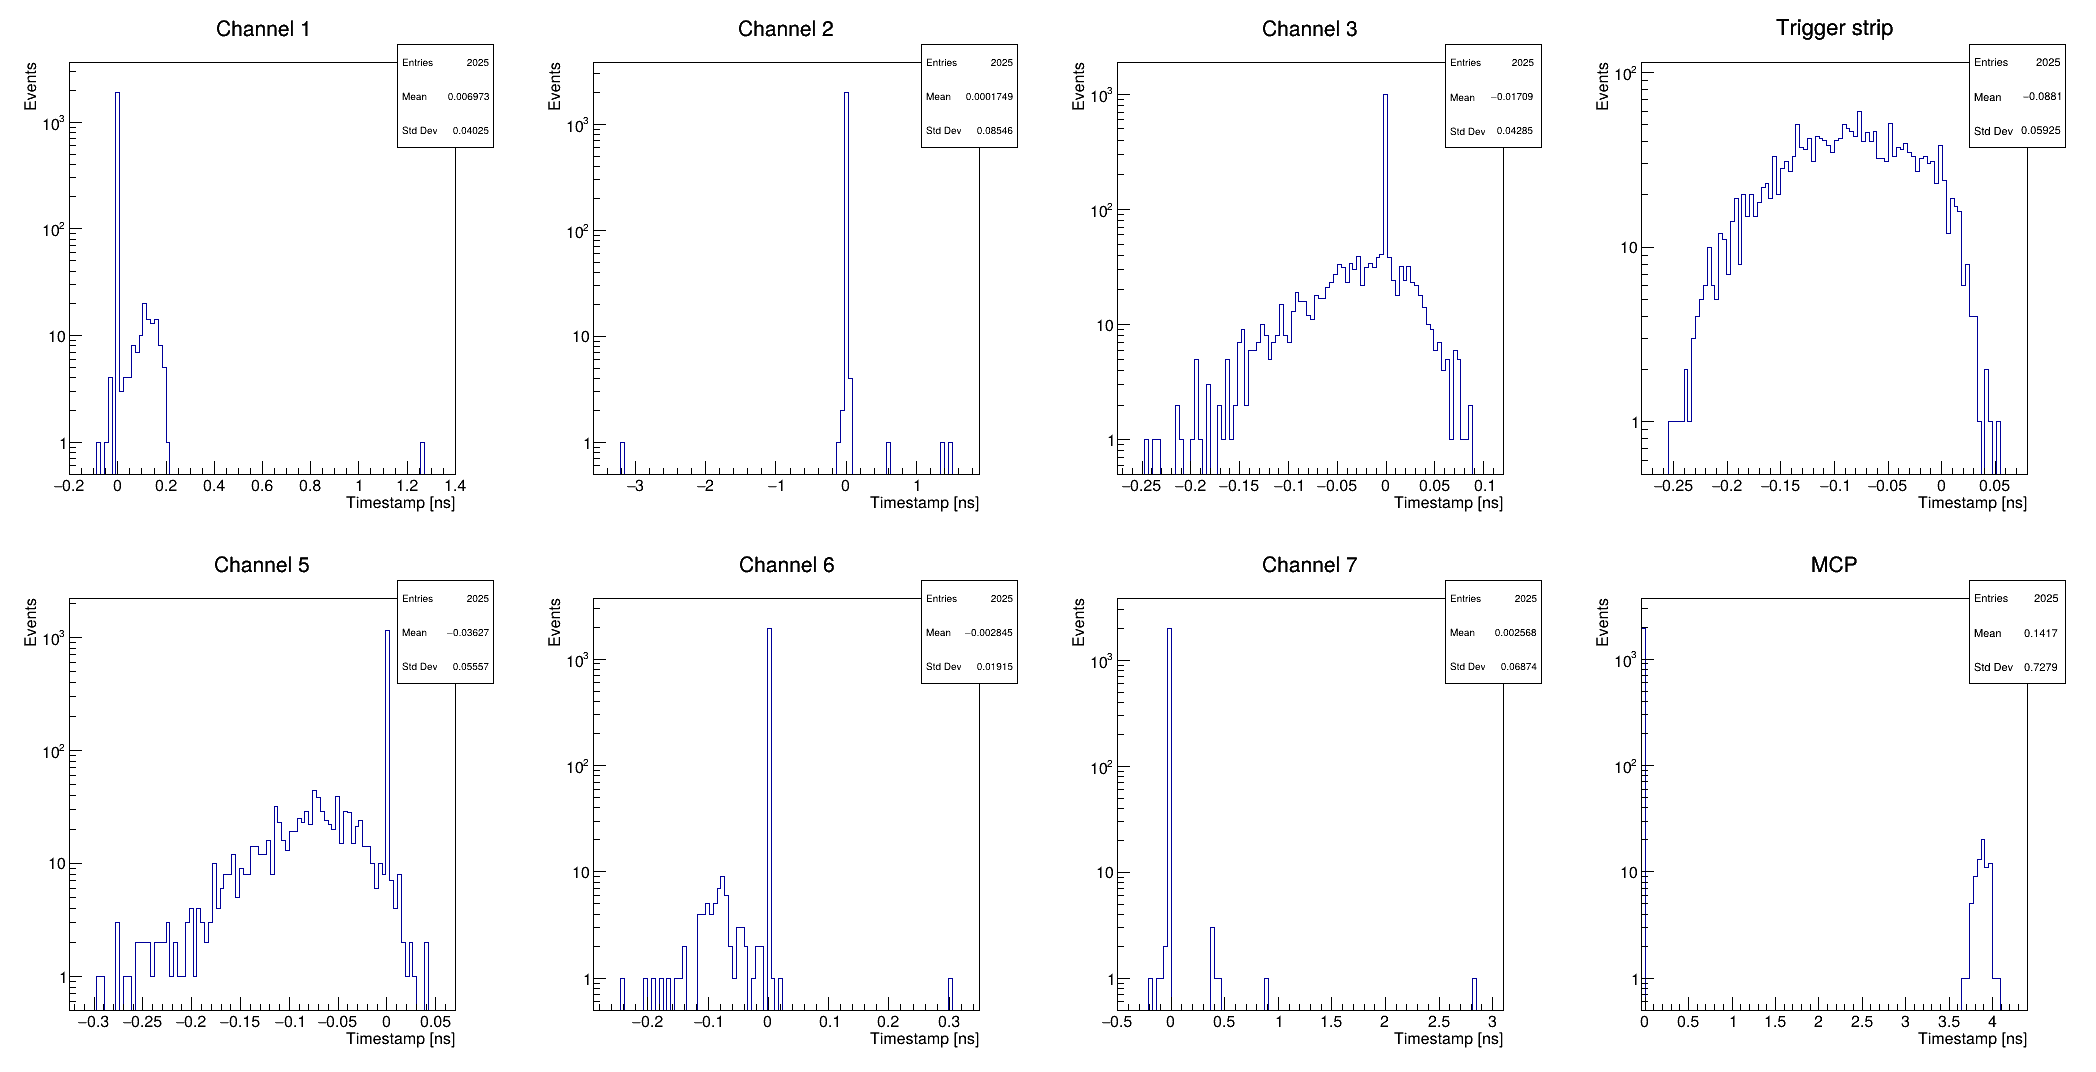 Channel 1
Events
Entries 2025
Mean 0.006973
Std Dev 0.04025
10³
10²
10
1
−0.2 0 0.2 0.4 0.6 0.8 1 1.2 1.4
Timestamp [ns]
Channel 2
Events
Entries 2025
Mean 0.0001749
Std Dev 0.08546
10³
10²
10
1
−3 −2 −1 0 1
Timestamp [ns]
Channel 3
Events
Entries 2025
Mean −0.01709
Std Dev 0.04285
10³
10²
10
1
−0.25 −0.2 −0.15 −0.1 −0.05 0 0.05 0.1
Timestamp [ns]
Trigger strip
Events
Entries 2025
Mean −0.0881
Std Dev 0.05925
10²
10
1
−0.25 −0.2 −0.15 −0.1 −0.05 0 0.05
Timestamp [ns]
Channel 5
Events
Entries 2025
Mean −0.03627
Std Dev 0.05557
10³
10²
10
1
−0.3 −0.25 −0.2 −0.15 −0.1 −0.05 0 0.05
Timestamp [ns]
Channel 6
Events
Entries 2025
Mean −0.002845
Std Dev 0.01915
10³
10²
10
1
−0.2 −0.1 0 0.1 0.2 0.3
Timestamp [ns]
Channel 7
Events
Entries 2025
Mean 0.002568
Std Dev 0.06874
10³
10²
10
1
−0.5 0 0.5 1 1.5 2 2.5 3
Timestamp [ns]
MCP
Events
Entries 2025
Mean 0.1417
Std Dev 0.7279
10³
10²
10
1
0 0.5 1 1.5 2 2.5 3 3.5 4
Timestamp [ns]